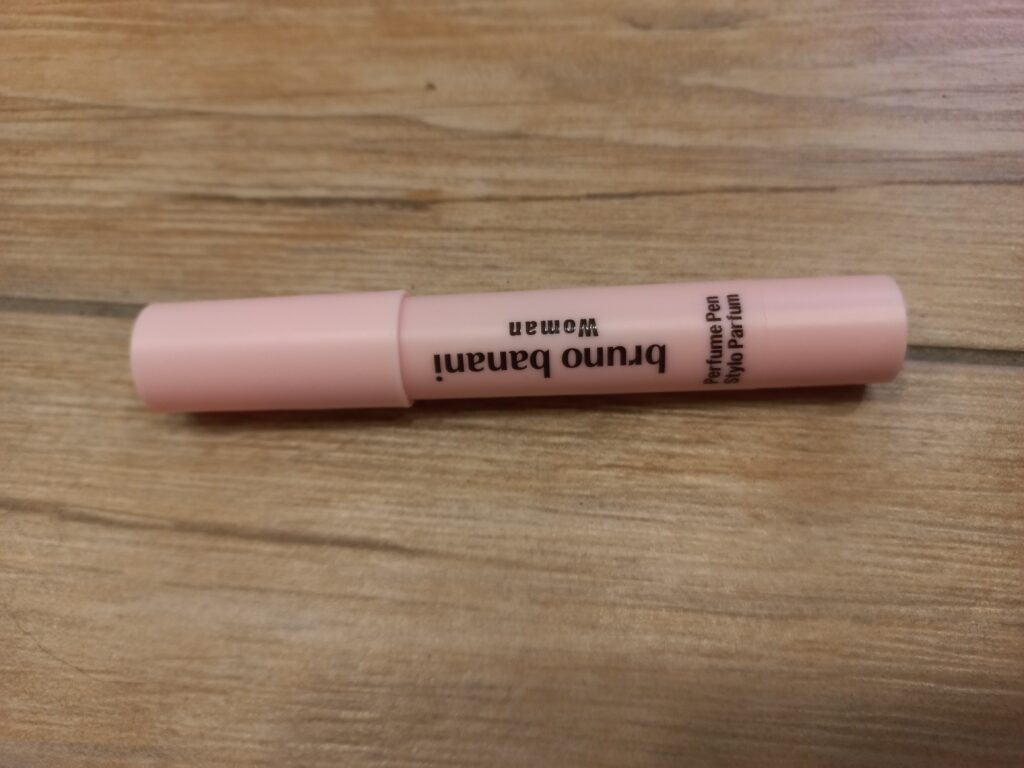 bruno banani
Woman
Perfume Pen
Stylo Parfum